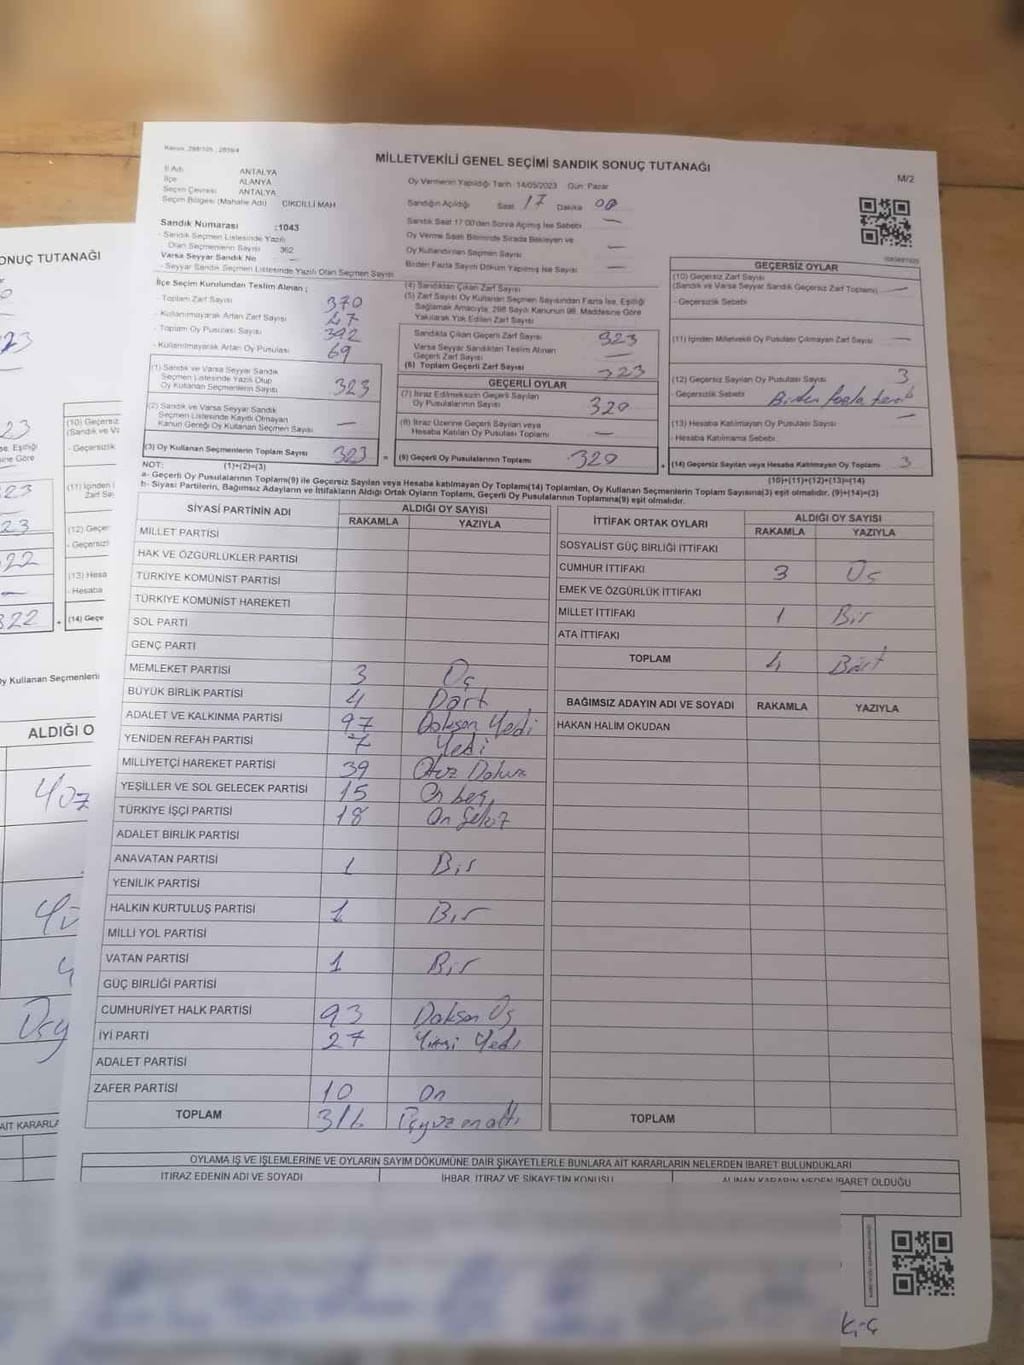 Kanun :298/105 ; 2839/4
MİLLETVEKİLİ GENEL SEÇİMİ SANDIK SONUÇ TUTANAĞI
M/2
İl Adı ANTALYA
İlçe ALANYA
Seçim Çevresi ANTALYA
Seçim Bölgesi (Mahalle Adı) CİKCİLLİ MAH
Sandık Numarası :1043
- Sandık Seçmen Listesinde Yazılı
Olan Seçmenlerin Sayısı 362
Varsa Seyyar Sandık No —
- Seyyar Sandık Seçmen Listesinde Yazılı Olan Seçmen Sayısı
Oy Vermenin Yapıldığı Tarih :14/05/2023 Gün: Pazar
Sandığın Açıldığı Saat 17 Dakika 00
Sandık Saat 17:00'den Sonra Açılmış İse Sebebi —
Oy Verme Saati Bitiminde Sırada Bekleyen ve
Oy Kullandırılan Seçmen Sayısı —
Birden Fazla Sayım Döküm Yapılmış İse Sayısı —
İlçe Seçim Kurulundan Teslim Alınan ;
- Toplam Zarf Sayısı 370
- Kullanılmayarak Artan Zarf Sayısı 47
- Toplam Oy Pusulası Sayısı 392
- Kullanılmayarak Artan Oy Pusulası 69
(1) Sandık ve Varsa Seyyar Sandık
Seçmen Listesinde Yazılı Olup
Oy Kullanan Seçmenlerin Sayısı 323
(2) Sandık ve Varsa Seyyar Sandık
Seçmen Listesinde Kayıtlı Olmayan
Kanun Gereği Oy Kullanan Seçmen Sayısı —
(3) Oy Kullanan Seçmenlerin Toplam Sayısı 323 =
(1)+(2)=(3)
(4) Sandıktan Çıkan Zarf Sayısı
(5) Zarf Sayısı Oy Kullanan Seçmen Sayısından Fazla İse, Eşitliği
Sağlamak Amacıyla; 298 Sayılı Kanunun 98. Maddesine Göre
Yakılarak Yok Edilen Zarf Sayısı
Sandıkta Çıkan Geçerli Zarf Sayısı 323
Varsa Seyyar Sandıktan Teslim Alınan
Geçerli Zarf Sayısı —
(6) Toplam Geçerli Zarf Sayısı 323
GEÇERLİ OYLAR
(7) İtiraz Edilmeksizin Geçerli Sayılan
Oy Pusulalarının Sayısı 320
(8) İtiraz Üzerine Geçerli Sayılan veya
Hesaba Katılan Oy Pusulası Toplamı —
(9) Geçerli Oy Pusulalarının Toplamı 320 +
GEÇERSİZ OYLAR
(10) Geçersiz Zarf Sayısı
(Sandık ve Varsa Seyyar Sandık Geçersiz Zarf Toplamı) —
- Geçersizlik Sebebi
(11) İçinden Milletvekili Oy Pusulası Çıkmayan Zarf Sayısı —
(12) Geçersiz Sayılan Oy Pusulası Sayısı 3
- Geçersizlik Sebebi Birden fazla
(13) Hesaba Katılmayan Oy Pusulası Sayısı —
- Hesaba Katılmama Sebebi
(14) Geçersiz Sayılan veya Hesaba Katılmayan Oy Toplamı 3
(10)+(11)+(12)+(13)=(14)
NOT:
a- Geçerli Oy Pusulalarının Toplamı(9) ile Geçersiz Sayılan veya Hesaba Katılmayan Oy Toplamı(14) Toplamları, Oy Kullanan Seçmenlerin Toplam Sayısına(3) eşit olmalıdır. (9)+(14)=(3)
b- Siyasi Partilerin, Bağımsız Adayların ve İttifakların Aldığı Ortak Oyların Toplamı, Geçerli Oy Pusulalarının Toplamına(9) eşit olmalıdır.
SİYASİ PARTİNİN ADI ALDIĞI OY SAYISI
RAKAMLA YAZIYLA
MİLLET PARTİSİ
HAK VE ÖZGÜRLÜKLER PARTİSİ
TÜRKİYE KOMÜNİST PARTİSİ
TÜRKİYE KOMÜNİST HAREKETİ
SOL PARTİ
GENÇ PARTİ
MEMLEKET PARTİSİ 3 Üç
BÜYÜK BİRLİK PARTİSİ 4 Dört
ADALET VE KALKINMA PARTİSİ 97 Doksan Yedi
YENİDEN REFAH PARTİSİ 7 Yedi
MİLLİYETÇİ HAREKET PARTİSİ 39 Otuz Dokuz
YEŞİLLER VE SOL GELECEK PARTİSİ 15 On beş
TÜRKİYE İŞÇİ PARTİSİ 18 On Sekiz
ADALET BİRLİK PARTİSİ
ANAVATAN PARTİSİ 1 Bir
YENİLİK PARTİSİ
HALKIN KURTULUŞ PARTİSİ 1 Bir
MİLLİ YOL PARTİSİ
VATAN PARTİSİ 1 Bir
GÜÇ BİRLİĞİ PARTİSİ
CUMHURİYET HALK PARTİSİ 93 Doksan Üç
İYİ PARTİ 27 Yirmi Yedi
ADALET PARTİSİ
ZAFER PARTİSİ 10 On
TOPLAM 316 Üçyüz on altı
İTTİFAK ORTAK OYLARI ALDIĞI OY SAYISI
RAKAMLA YAZIYLA
SOSYALİST GÜÇ BİRLİĞİ İTTİFAKI
CUMHUR İTTİFAKI 3 Üç
EMEK VE ÖZGÜRLÜK İTTİFAKI
MİLLET İTTİFAKI 1 Bir
ATA İTTİFAKI
TOPLAM 4 Dört
BAĞIMSIZ ADAYIN ADI VE SOYADI RAKAMLA YAZIYLA
HAKAN HALİM OKUDAN
TOPLAM
OYLAMA İŞ VE İŞLEMLERİNE VE OYLARIN SAYIM DÖKÜMÜNE DAİR ŞİKAYETLERLE BUNLARA AİT KARARLARIN NELERDEN İBARET BULUNDUKLARI
İTİRAZ EDENİN ADI VE SOYADI İHBAR, İTİRAZ VE ŞİKAYETİN KONUSU ALINAN KARARIN NEDEN İBARET OLDUĞU
ONUÇ TUTANAĞI
23
23
(10) Geçersiz
(Sandık ve Va
- Geçersizlik
se, Eşitliği
ne Göre
23
(11) İçinden
Zarf Sa
23
(12) Geçer
- Geçersizl
22
(13) Hesa
- Hesaba
322
(14) Geçe
Oy Kullanan Seçmenleri
ALDIĞI O
407
AİT KARARLA